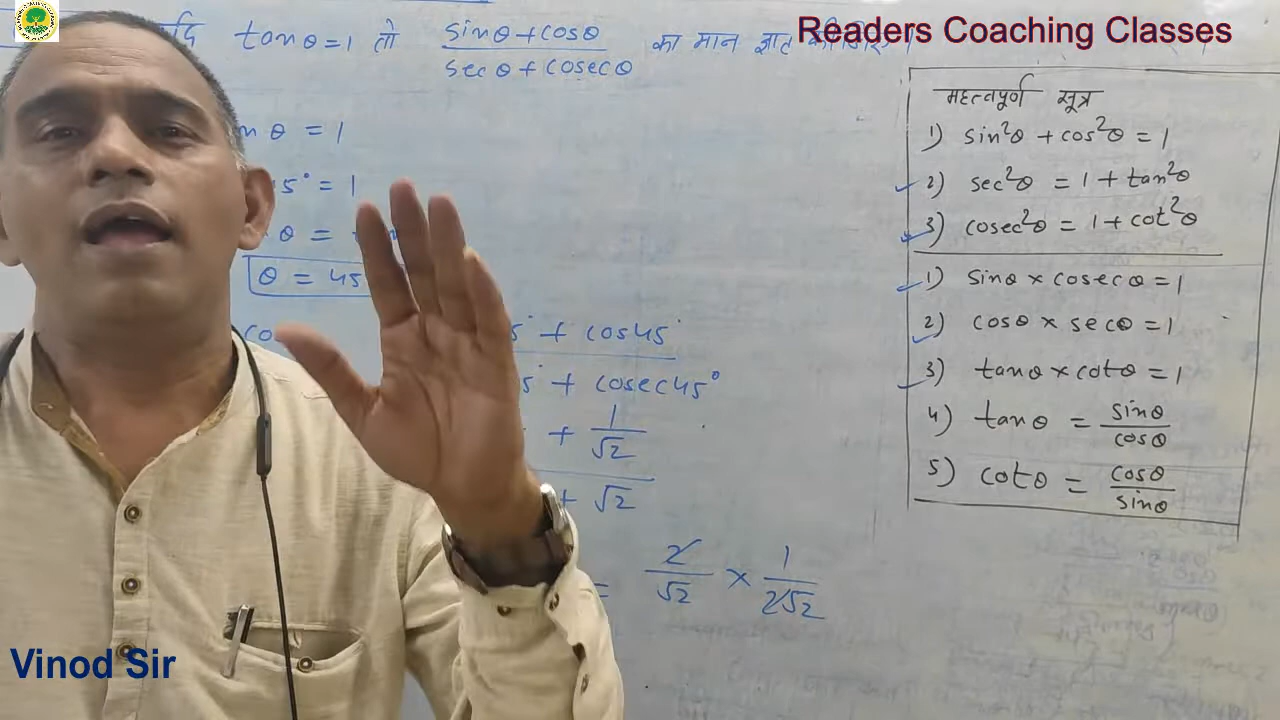 Readers Coaching Classes
यदि tanθ=1 तो (sinθ+cosθ)/(secθ+cosecθ) का मान ज्ञात
θ = 1
5° = 1
θ =
θ = 45
5° + cos45°
5° + cosec45°
+ 1/√2
+ √2
= 2/√2 × 1/2√2
महत्वपूर्ण सूत्र
1) sin²θ + cos²θ = 1
2) sec²θ = 1 + tan²θ
3) cosec²θ = 1 + cot²θ
1) sinθ × cosecθ = 1
2) cosθ × secθ = 1
3) tanθ × cotθ = 1
4) tanθ = sinθ/cosθ
5) cotθ = cosθ/sinθ
Vinod Sir